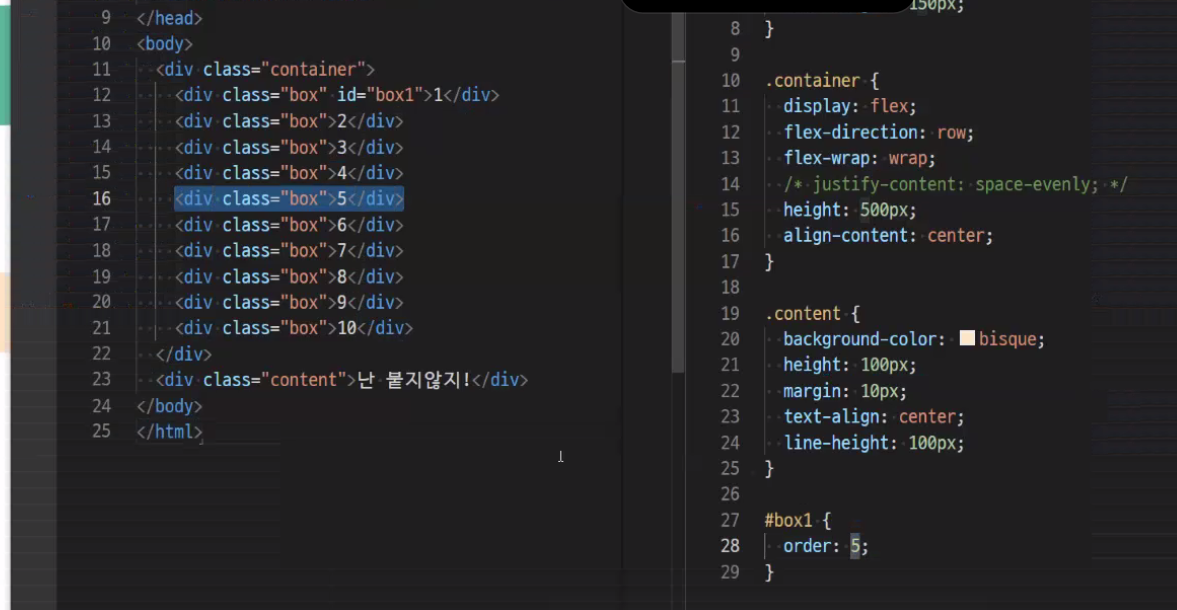 9 </head>
10 <body>
11 <div class="container">
12 <div class="box" id="box1">1</div>
13 <div class="box">2</div>
14 <div class="box">3</div>
15 <div class="box">4</div>
16 <div class="box">5</div>
17 <div class="box">6</div>
18 <div class="box">7</div>
19 <div class="box">8</div>
20 <div class="box">9</div>
21 <div class="box">10</div>
22 </div>
23 <div class="content">난 붙지않지!</div>
24 </body>
25 </html>
150px;
8 }
9
10 .container {
11 display: flex;
12 flex-direction: row;
13 flex-wrap: wrap;
14 /* justify-content: space-evenly; */
15 height: 500px;
16 align-content: center;
17 }
18
19 .content {
20 background-color: bisque;
21 height: 100px;
22 margin: 10px;
23 text-align: center;
24 line-height: 100px;
25 }
26
27 #box1 {
28 order: 5;
29 }